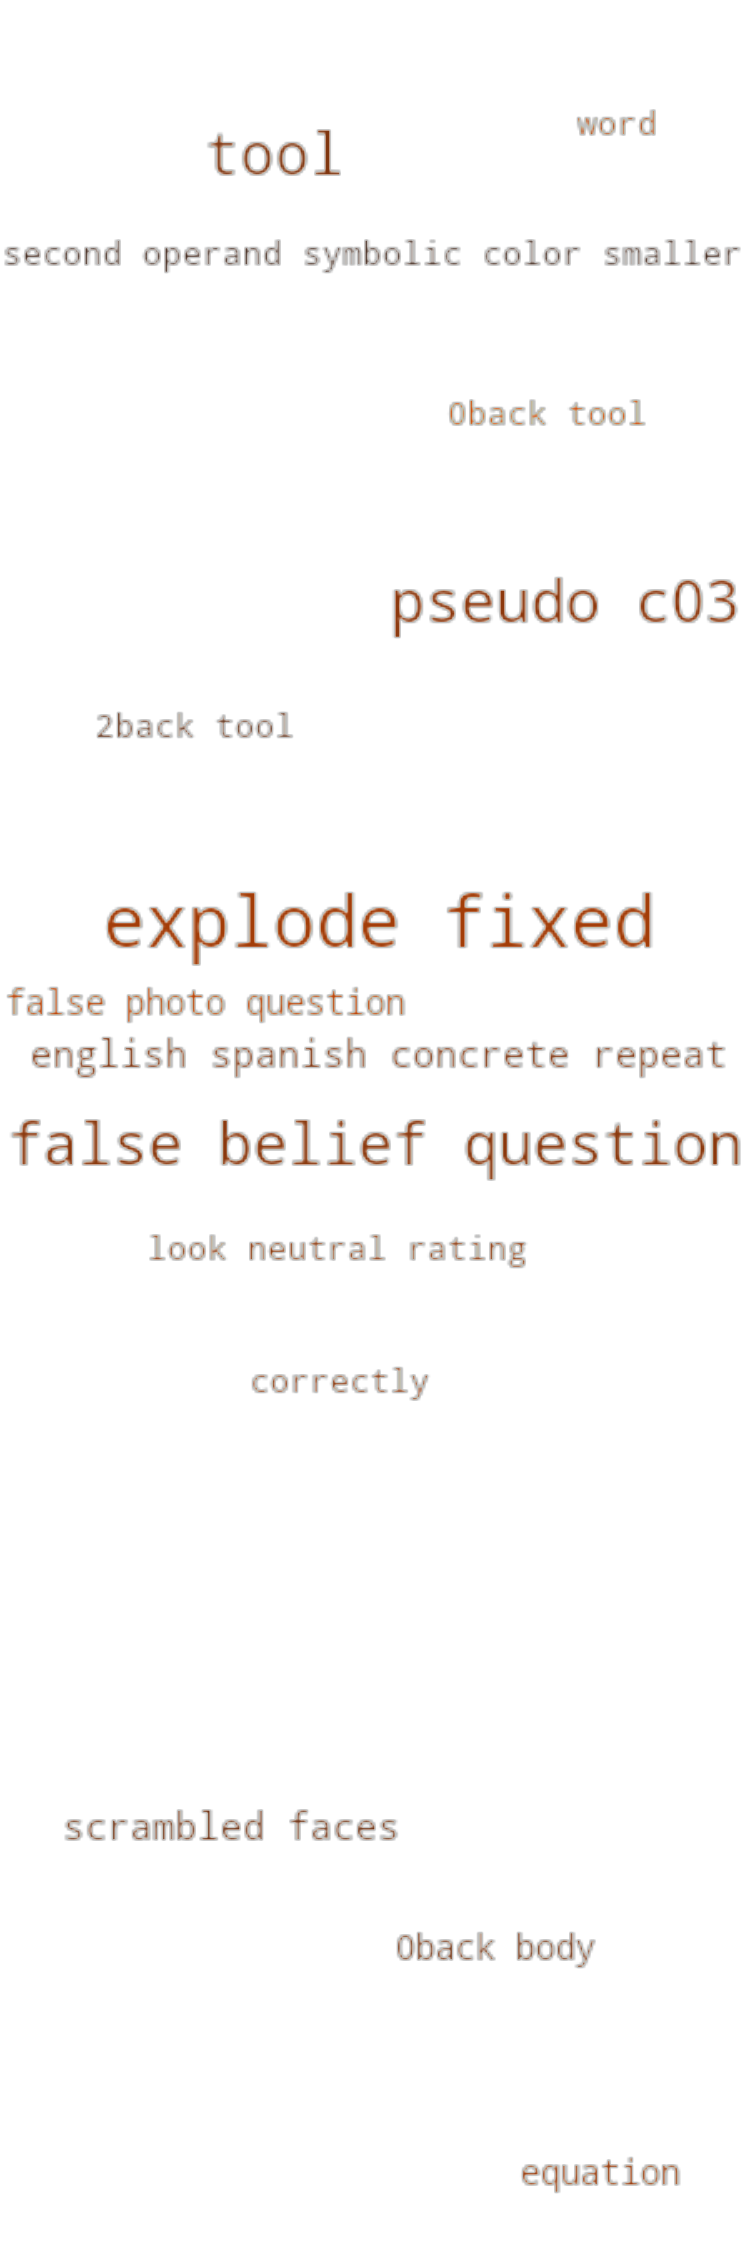 word
tool
second operand symbolic color smaller
0back tool
pseudo c03
2back tool
explode fixed
false photo question
english spanish concrete repeat
false belief question
look neutral rating
correctly
scrambled faces
0back body
equation